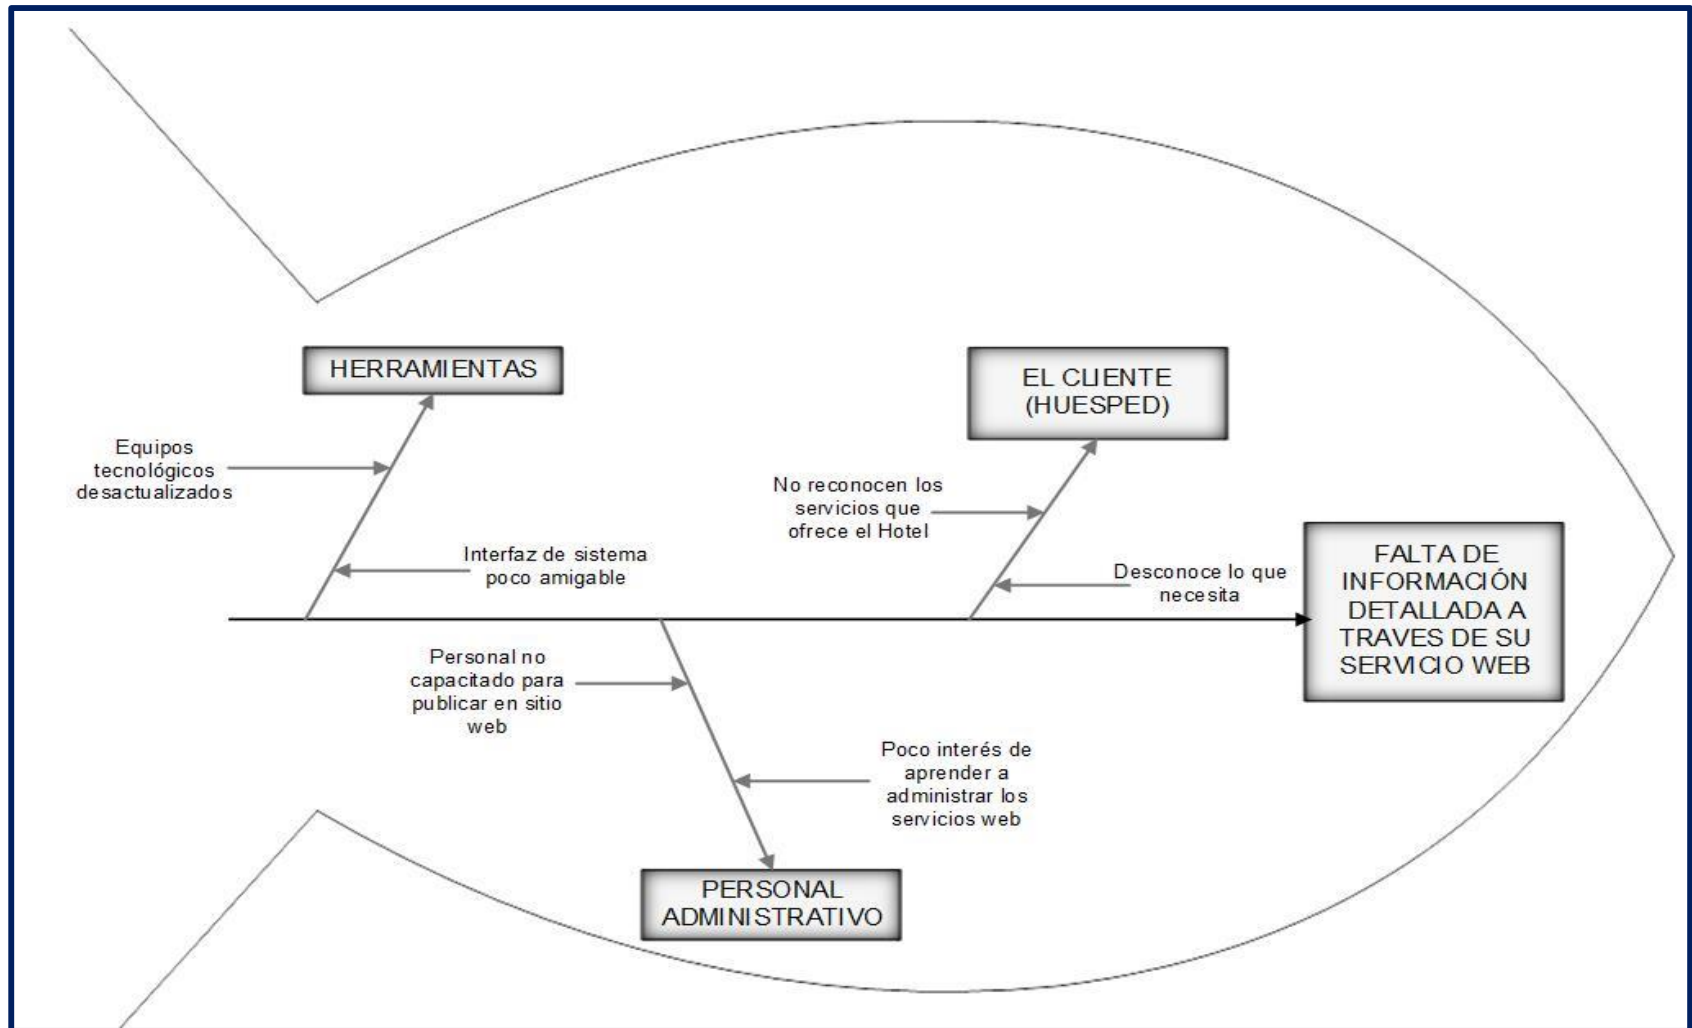 HERRAMIENTAS
EL CLIENTE
(HUESPED)
Equipos
tecnológicos
desactualizados
No reconocen los
servicios que
ofrece el Hotel
Interfaz de sistema
poco amigable
Desconoce lo que
necesita
FALTA DE
INFORMACIÓN
DETALLADA A
TRAVES DE SU
SERVICIO WEB
Personal no
capacitado para
publicar en sitio
web
Poco interés de
aprender a
administrar los
servicios web
PERSONAL
ADMINISTRATIVO